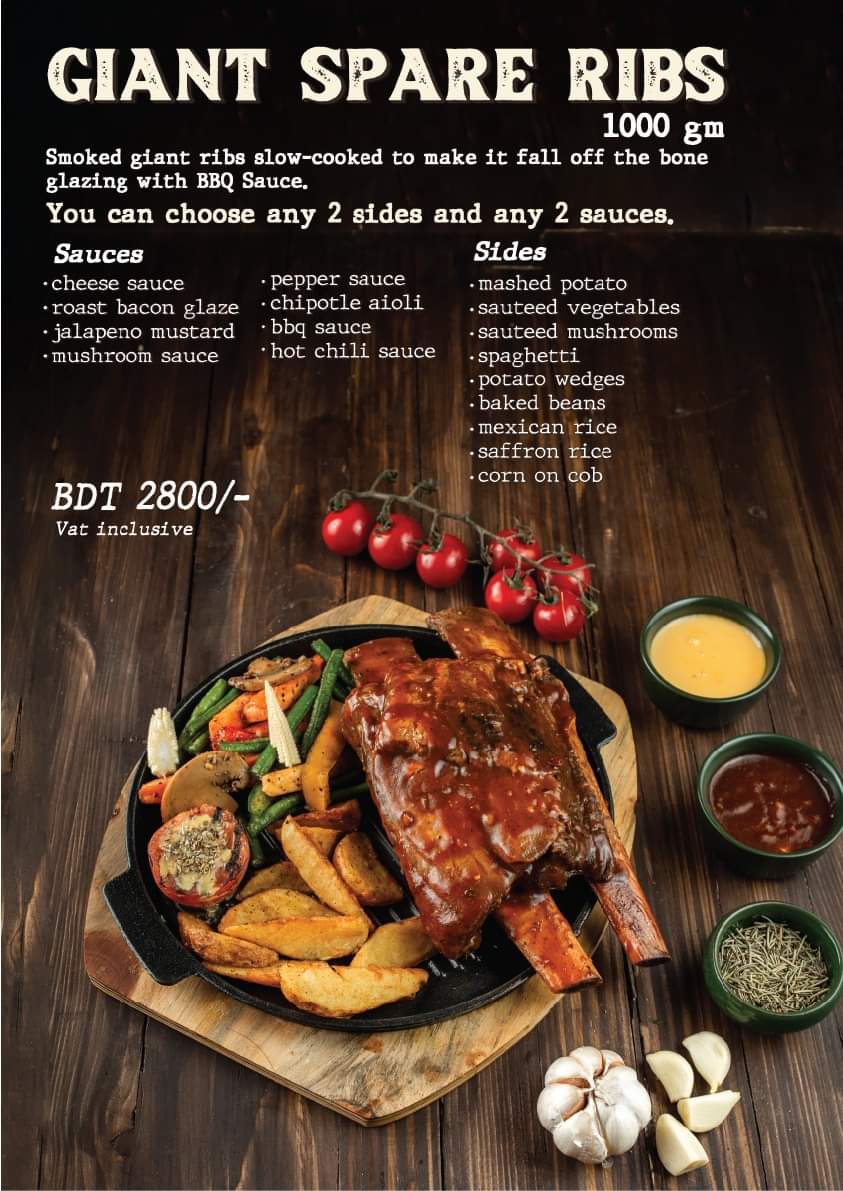 GIANT SPARE RIBS
1000 gm
Smoked giant ribs slow-cooked to make it fall off the bone
glazing with BBQ Sauce.
You can choose any 2 sides and any 2 sauces.
Sauces
· cheese sauce
· roast bacon glaze
· jalapeno mustard
· mushroom sauce
· pepper sauce
· chipotle aioli
· bbq sauce
· hot chili sauce
Sides
· mashed potato
· sauteed vegetables
· sauteed mushrooms
· spaghetti
· potato wedges
· baked beans
· mexican rice
· saffron rice
· corn on cob
BDT 2800/-
Vat inclusive